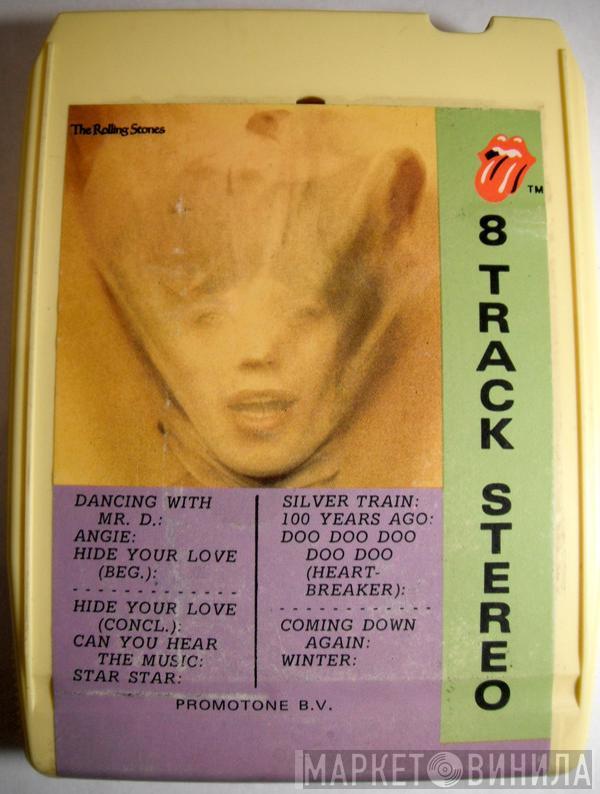 The Rolling Stones
TM
8 TRACK STEREO
DANCING WITH
MR. D.:
ANGIE:
HIDE YOUR LOVE
(BEG.):
- - - - - - - - - - - - - -
HIDE YOUR LOVE
(CONCL.):
CAN YOU HEAR
THE MUSIC:
STAR STAR:
SILVER TRAIN:
100 YEARS AGO:
DOO DOO DOO
DOO DOO
(HEART-
BREAKER):
- - - - - - - - - - - - -
COMING DOWN
AGAIN:
WINTER:
PROMOTONE B.V.
МАРКЕТ ВИНИЛА